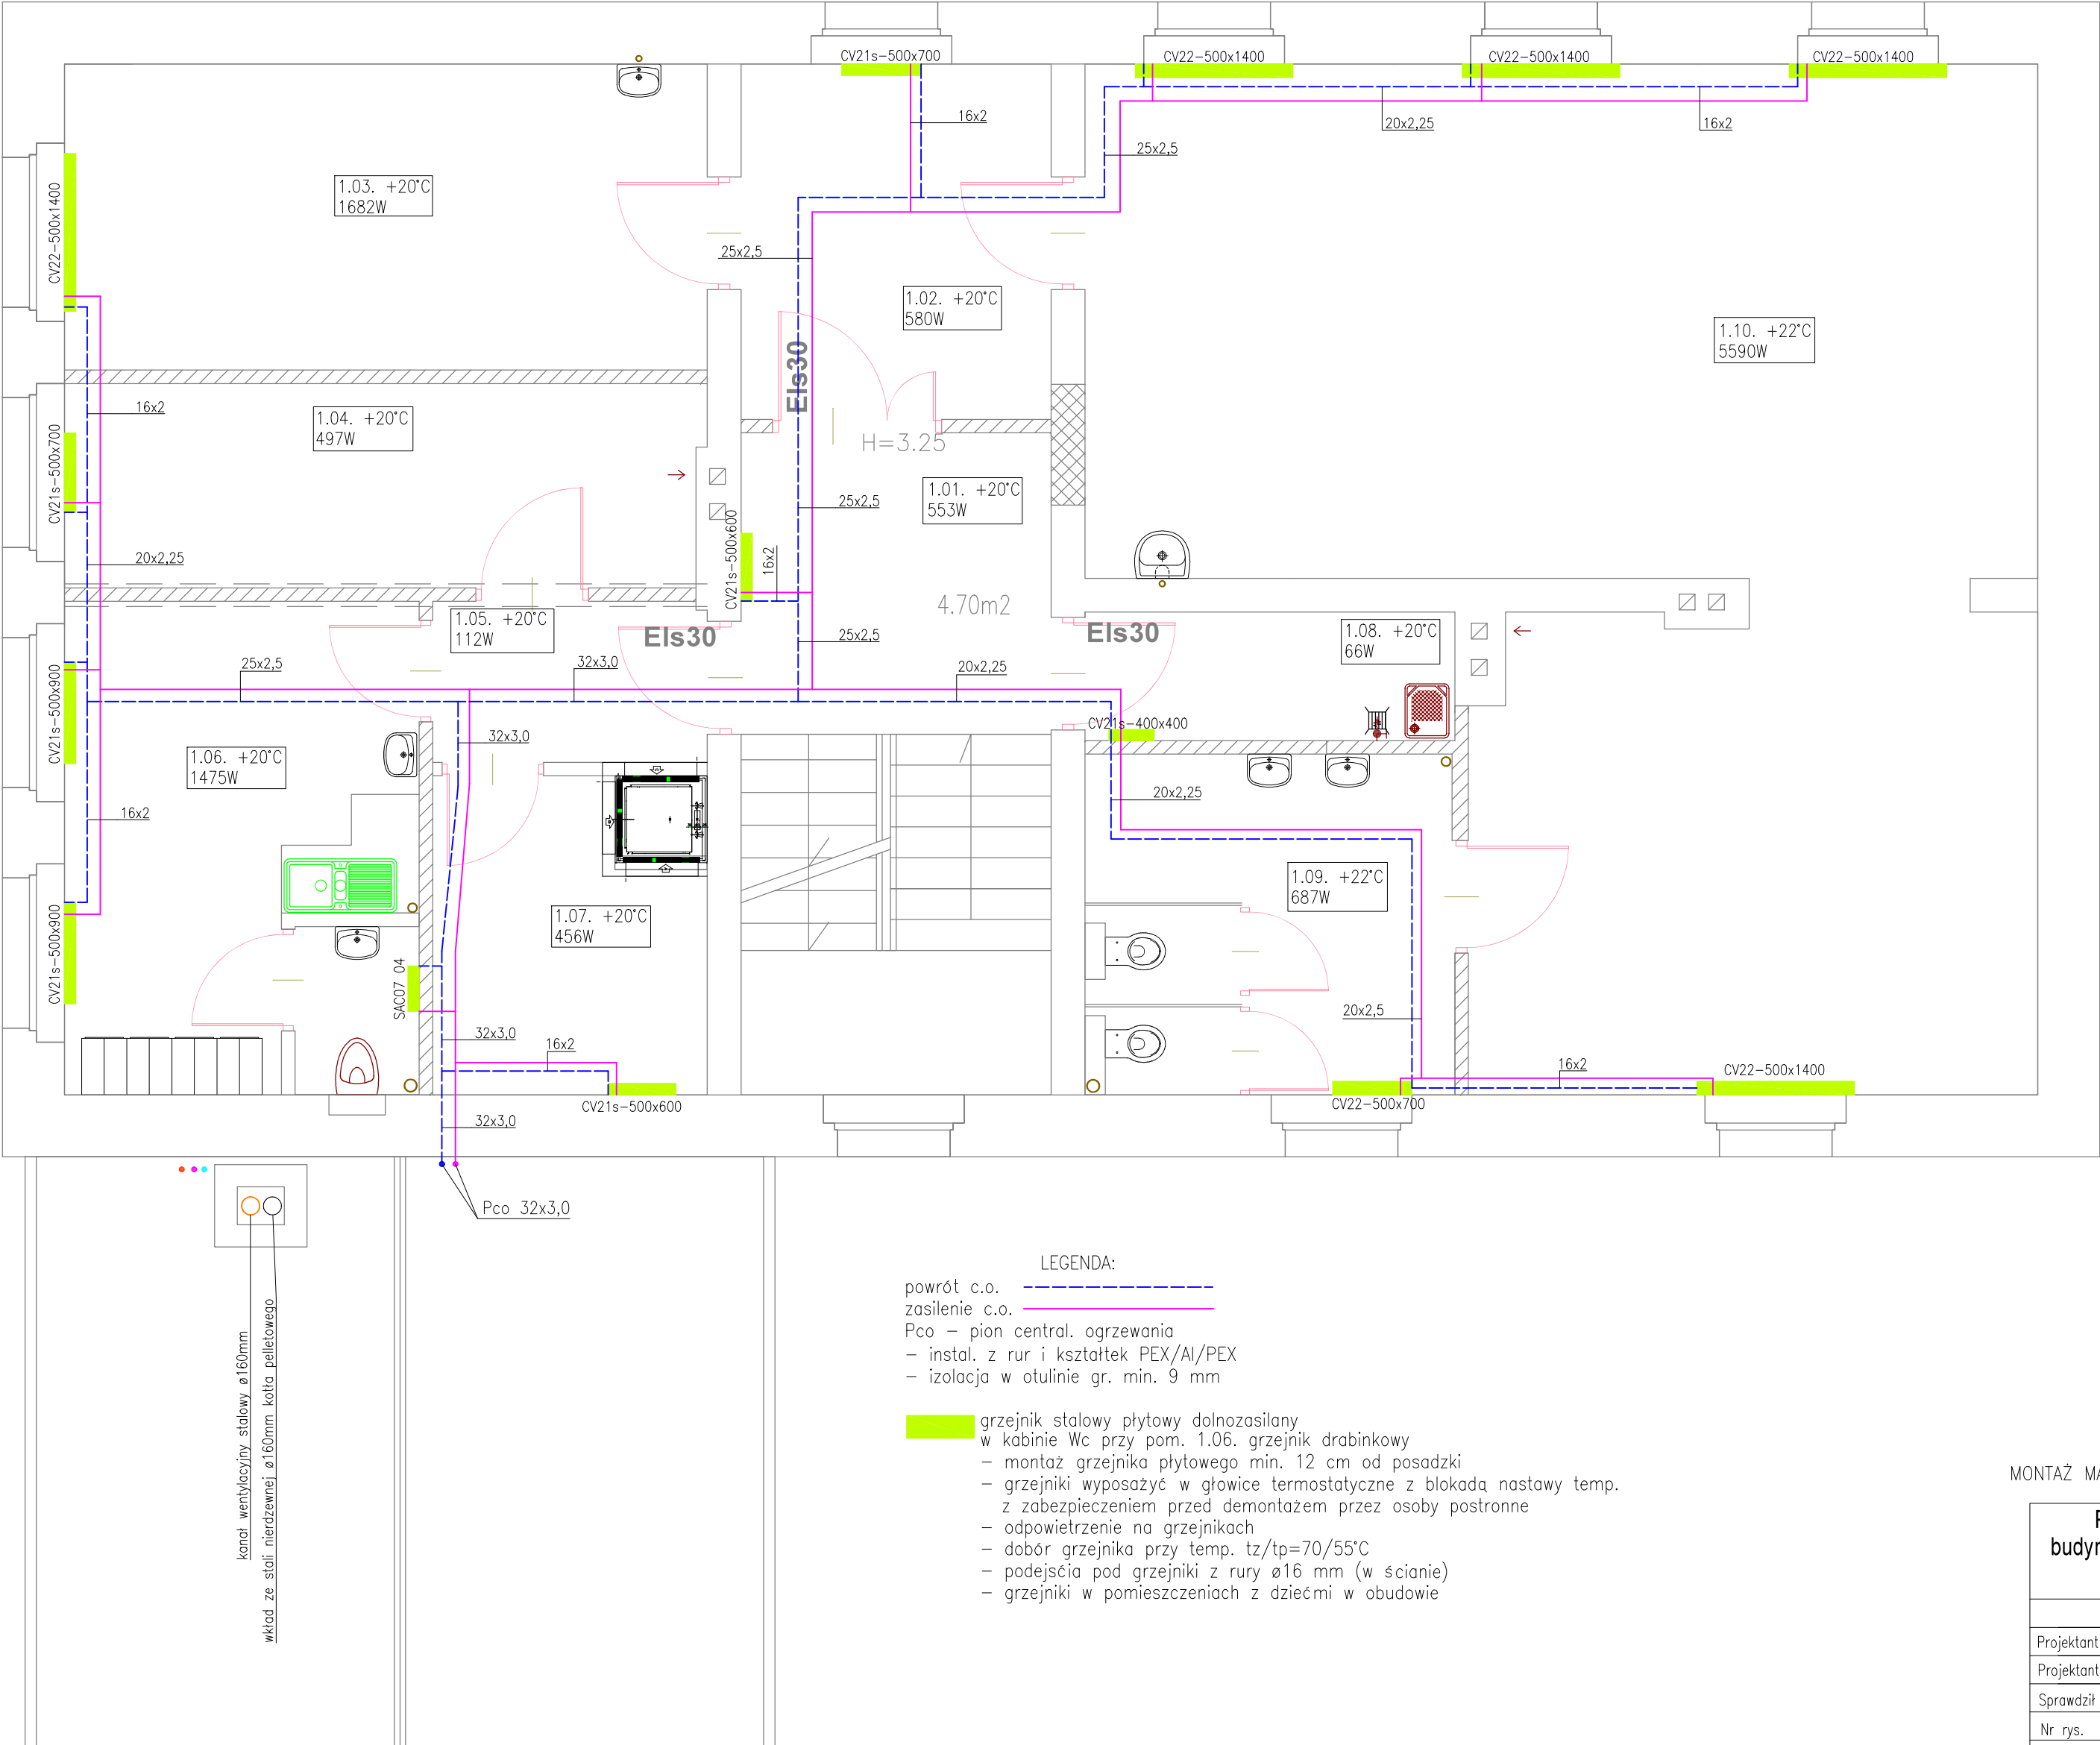 CV21s-500x700
CV22-500x1400
CV22-500x1400
CV22-500x1400
16x2
20x2,25
16x2
25x2,5
CV22-500x1400
1.03. +20°C
1682W
25x2,5
1.02. +20°C
580W
1.10. +22°C
5590W
EIs30
16x2
1.04. +20°C
497W
CV21s-500x700
H=3.25
25x2,5
1.01. +20°C
553W
20x2,25
CV21s-500x600
16x2
4.70m2
1.05. +20°C
112W
EIs30
25x2,5
EIs30
1.08. +20°C
66W
25x2,5
32x3,0
20x2,25
CV21s-500x900
CV21s-400x400
32x3,0
1.06. +20°C
1475W
16x2
20x2,25
1.09. +22°C
687W
1.07. +20°C
456W
CV21s-500x900
SAC07 04
20x2,5
32x3,0
16x2
16x2
CV22-500x1400
CV21s-500x600
CV22-500x700
32x3,0
Pco 32x3,0
kanał wentylacyjny stalowy ø160mm
wkład ze stali nierdzewnej ø160mm kotła pelletowego
LEGENDA:
powrót c.o.
zasilenie c.o.
Pco – pion central. ogrzewania
– instal. z rur i kształtek PEX/Al/PEX
– izolacja w otulinie gr. min. 9 mm
grzejnik stalowy płytowy dolnozasilany
w kabinie Wc przy pom. 1.06. grzejnik drabinkowy
– montaż grzejnika płytowego min. 12 cm od posadzki
– grzejniki wyposażyć w głowice termostatyczne z blokadą nastawy temp.
z zabezpieczeniem przed demontażem przez osoby postronne
– odpowietrzenie na grzejnikach
– dobór grzejnika przy temp. tz/tp=70/55°C
– podejścia pod grzejniki z rury ø16 mm (w ścianie)
– grzejniki w pomieszczeniach z dziećmi w obudowie
MONTAŻ MA
P
budyn
Projektant
Projektant
Sprawdził
Nr rys.